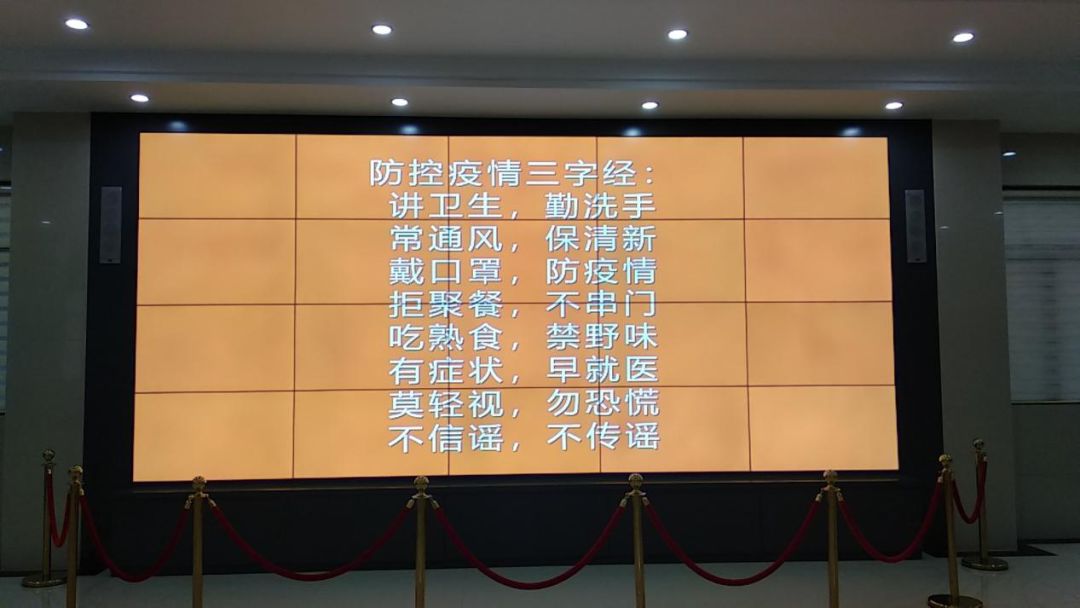 防控疫情三字经：
讲卫生，勤洗手
常通风，保清新
戴口罩，防疫情
拒聚餐，不串门
吃熟食，禁野味
有症状，早就医
莫轻视，勿恐慌
不信谣，不传谣